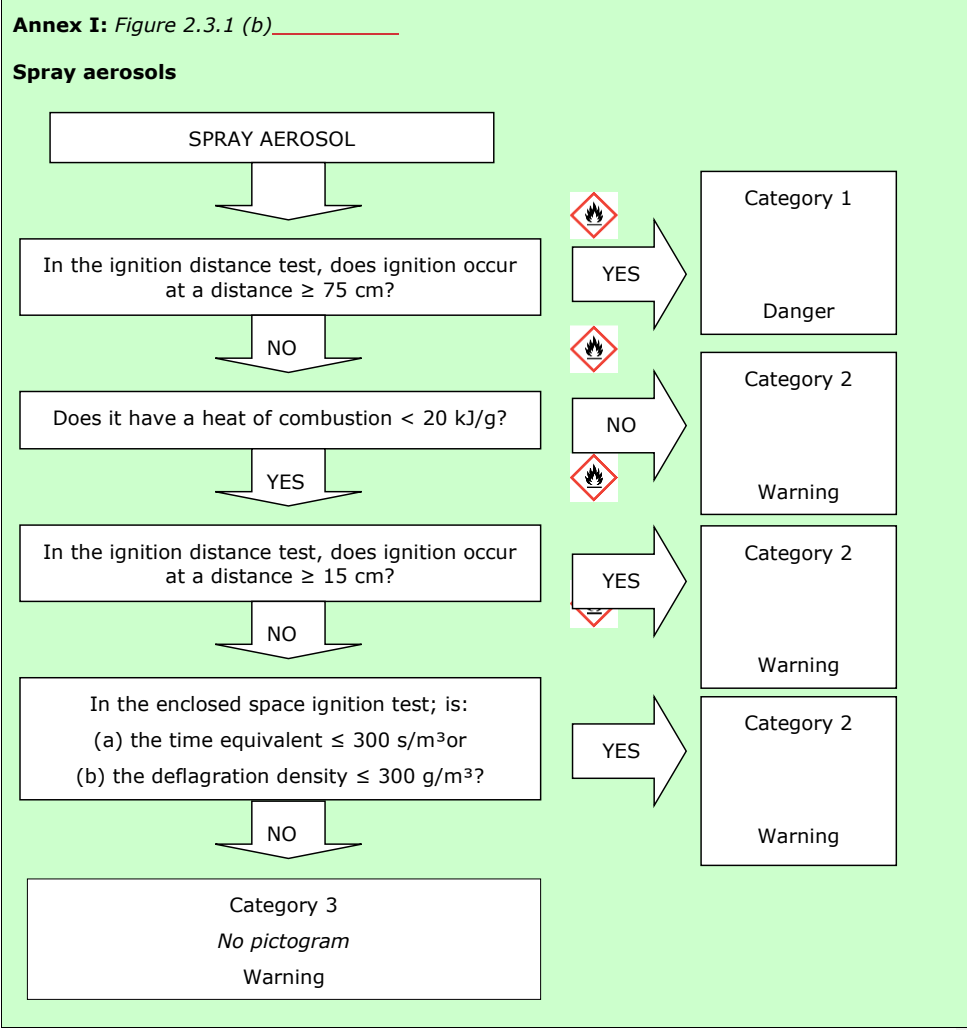 Annex I: Figure 2.3.1 (b)
Spray aerosols
SPRAY AEROSOL
In the ignition distance test, does ignition occur
at a distance ≥ 75 cm?
YES
Category 1
Danger
NO
Does it have a heat of combustion < 20 kJ/g?
NO
Category 2
Warning
YES
In the ignition distance test, does ignition occur
at a distance ≥ 15 cm?
YES
Category 2
Warning
NO
In the enclosed space ignition test; is:
(a) the time equivalent ≤ 300 s/m³or
(b) the deflagration density ≤ 300 g/m³?
YES
Category 2
Warning
NO
Category 3
No pictogram
Warning